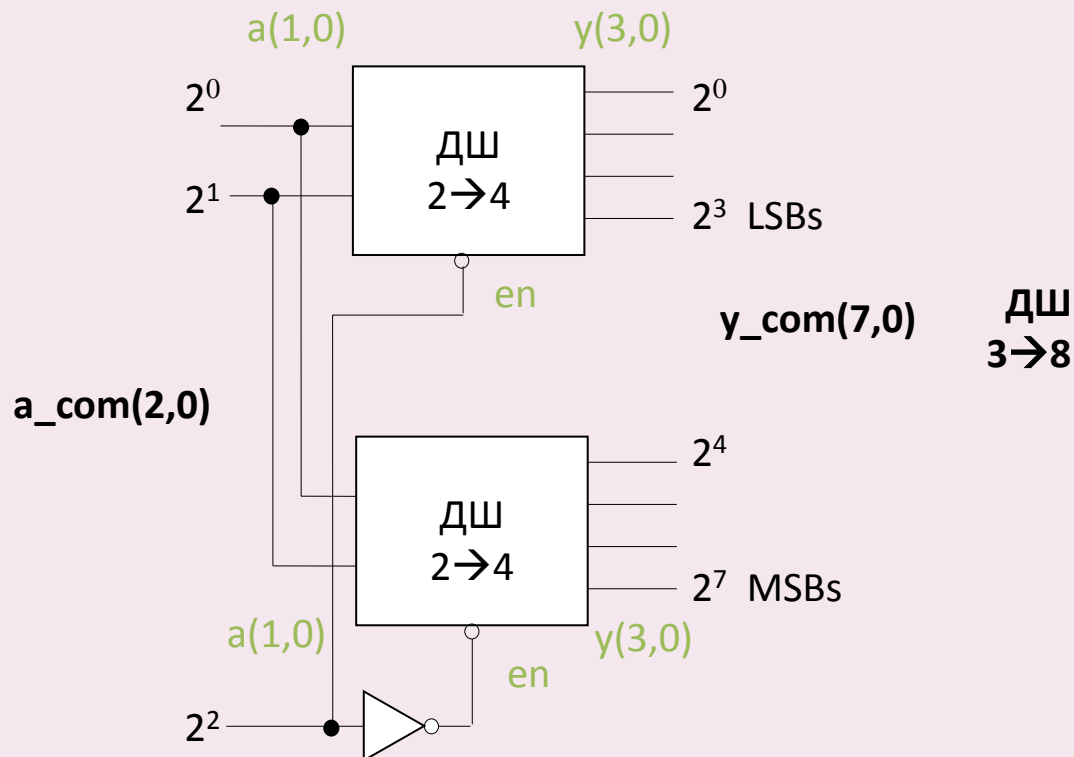 a(1,0) y(3,0)
2⁰ 2⁰
ДШ
2→4
2¹ 2³ LSBs
en
y_com(7,0) ДШ
3→8
a_com(2,0)
2⁴
ДШ
2→4
2⁷ MSBs
a(1,0) y(3,0)
en
2²